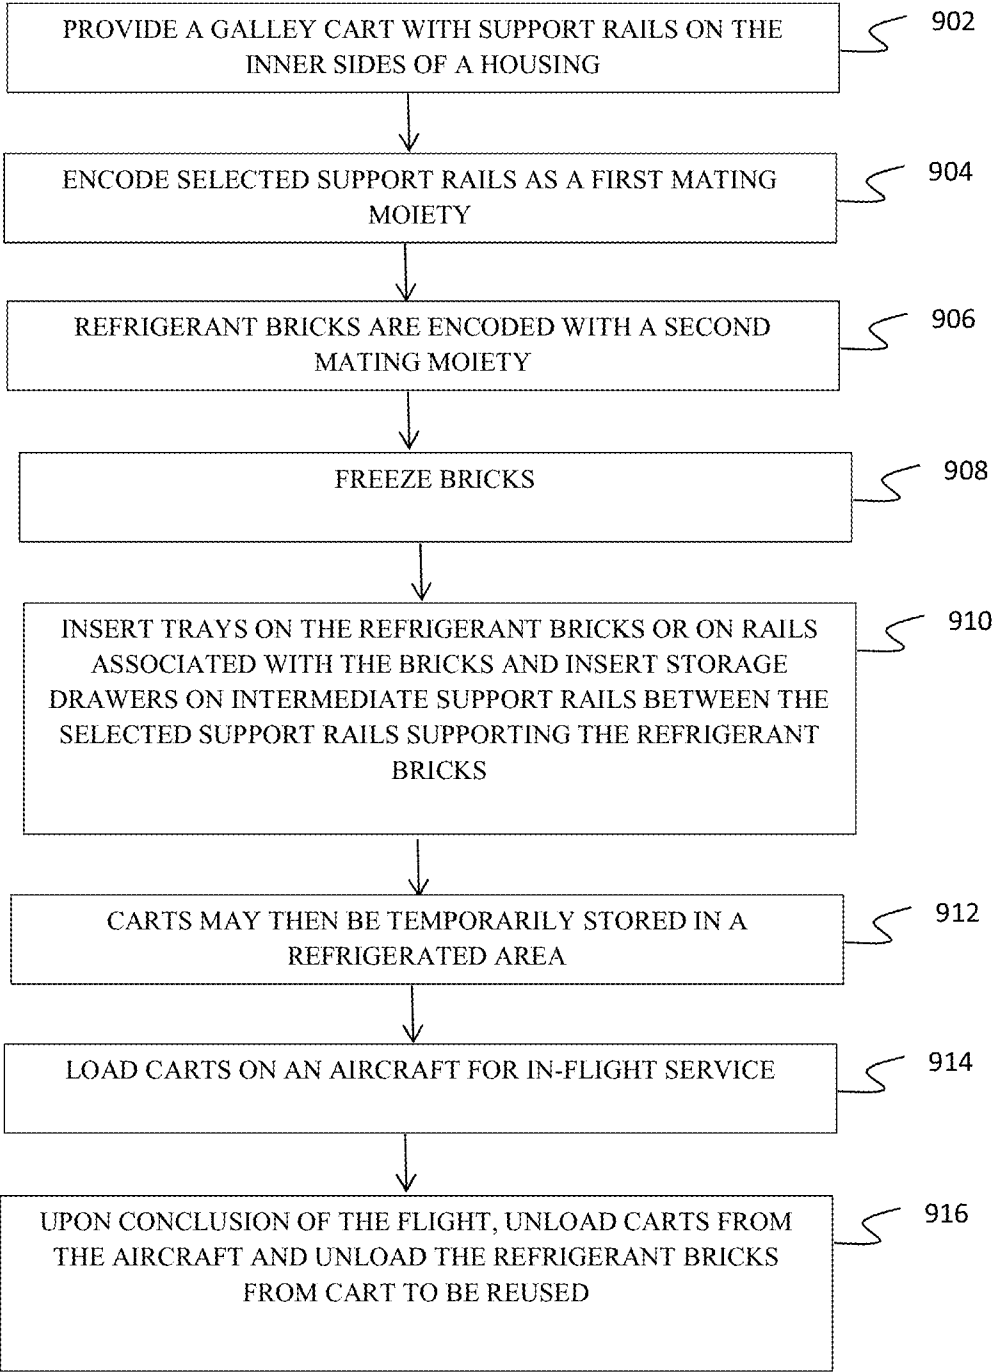 PROVIDE A GALLEY CART WITH SUPPORT RAILS ON THE
INNER SIDES OF A HOUSING
902
ENCODE SELECTED SUPPORT RAILS AS A FIRST MATING
MOIETY
904
REFRIGERANT BRICKS ARE ENCODED WITH A SECOND
MATING MOIETY
906
FREEZE BRICKS
908
INSERT TRAYS ON THE REFRIGERANT BRICKS OR ON RAILS
ASSOCIATED WITH THE BRICKS AND INSERT STORAGE
DRAWERS ON INTERMEDIATE SUPPORT RAILS BETWEEN THE
SELECTED SUPPORT RAILS SUPPORTING THE REFRIGERANT
BRICKS
910
CARTS MAY THEN BE TEMPORARILY STORED IN A
REFRIGERATED AREA
912
LOAD CARTS ON AN AIRCRAFT FOR IN-FLIGHT SERVICE
914
UPON CONCLUSION OF THE FLIGHT, UNLOAD CARTS FROM
THE AIRCRAFT AND UNLOAD THE REFRIGERANT BRICKS
FROM CART TO BE REUSED
916